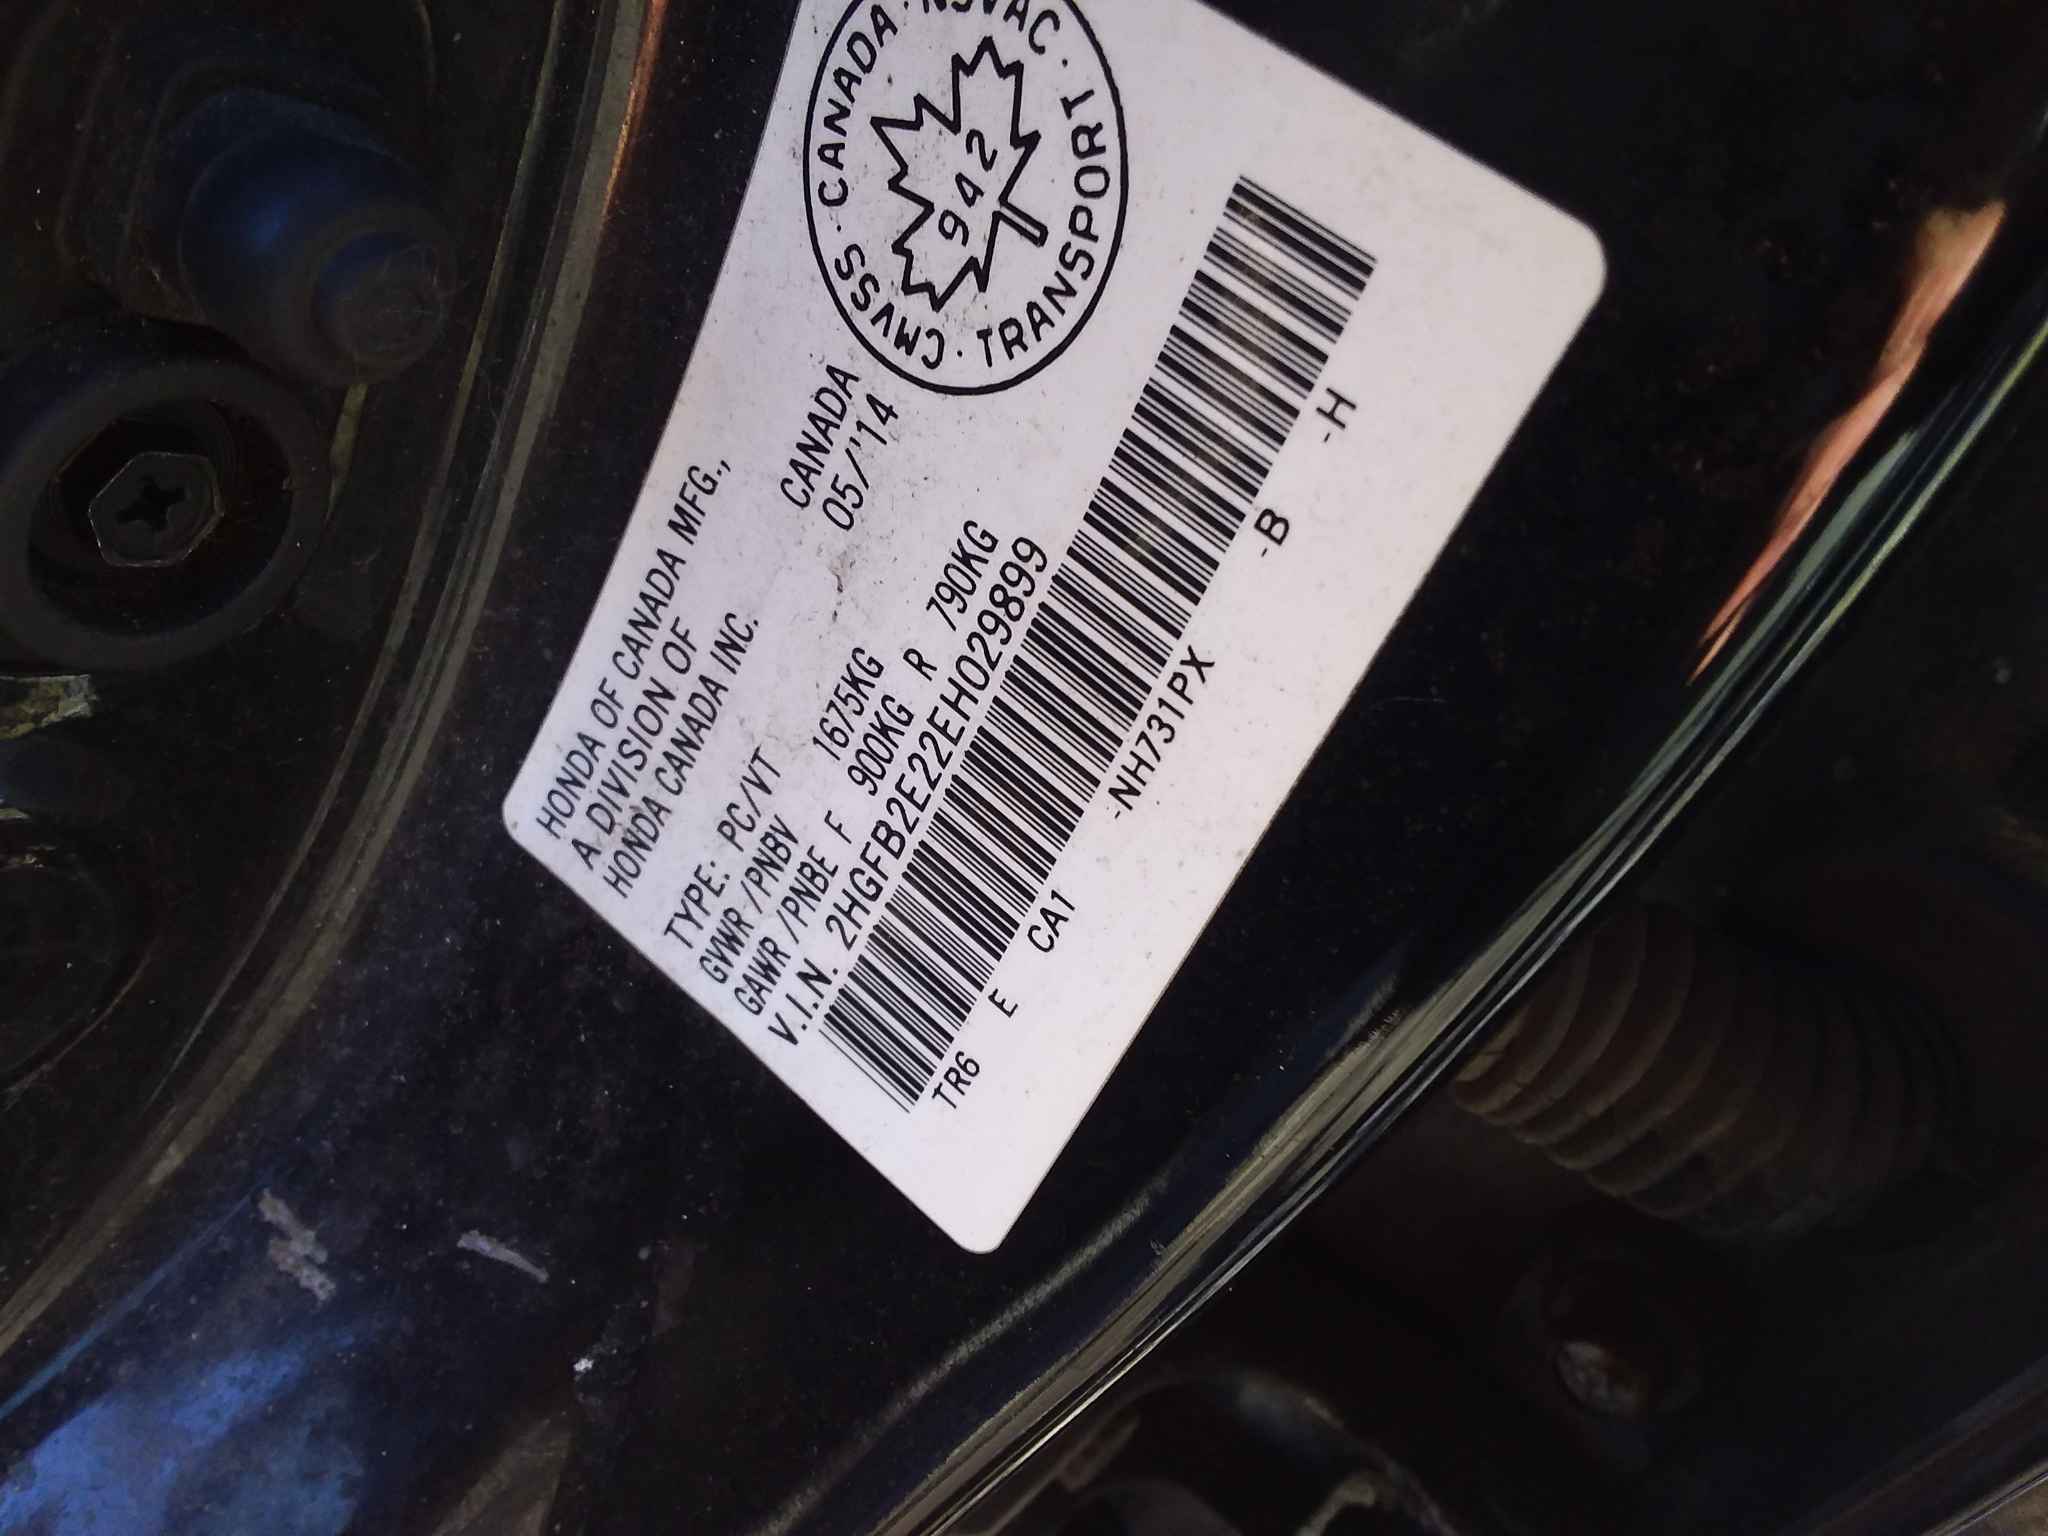 HONDA OF CANADA MFG.,
A DIVISION OF
HONDA CANADA INC.
CANADA
05/'14
TYPE: PC/VT
GVWR /PNBV 1675KG
GAWR /PNBE F 900KG R 790KG
V.I.N. 2HGFB2E22EH029899
TR6 E CA1 -NH731PX -B -H
CMVSS · CANADA · NSVAC · TRANSPORT ·
942